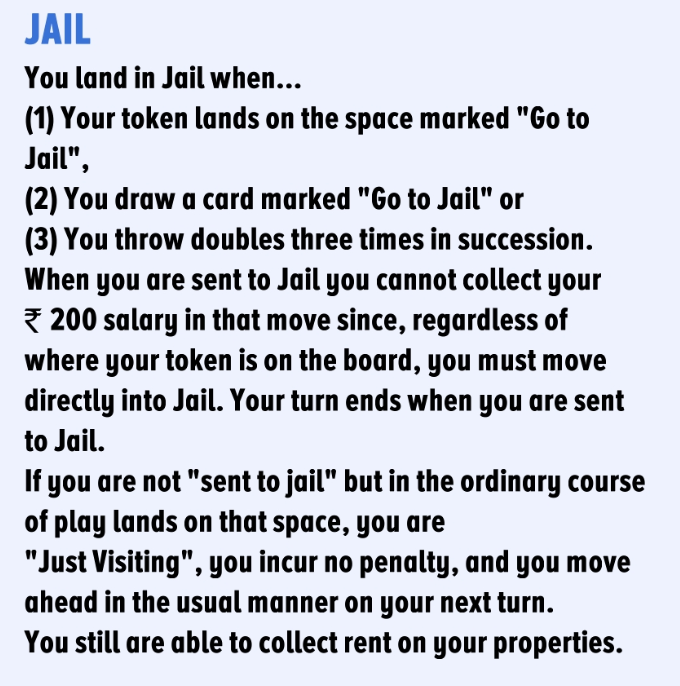 JAIL
You land in Jail when...
(1) Your token lands on the space marked "Go to
Jail",
(2) You draw a card marked "Go to Jail" or
(3) You throw doubles three times in succession.
When you are sent to Jail you cannot collect your
₹ 200 salary in that move since, regardless of
where your token is on the board, you must move
directly into Jail. Your turn ends when you are sent
to Jail.
If you are not "sent to jail" but in the ordinary course
of play lands on that space, you are
"Just Visiting", you incur no penalty, and you move
ahead in the usual manner on your next turn.
You still are able to collect rent on your properties.